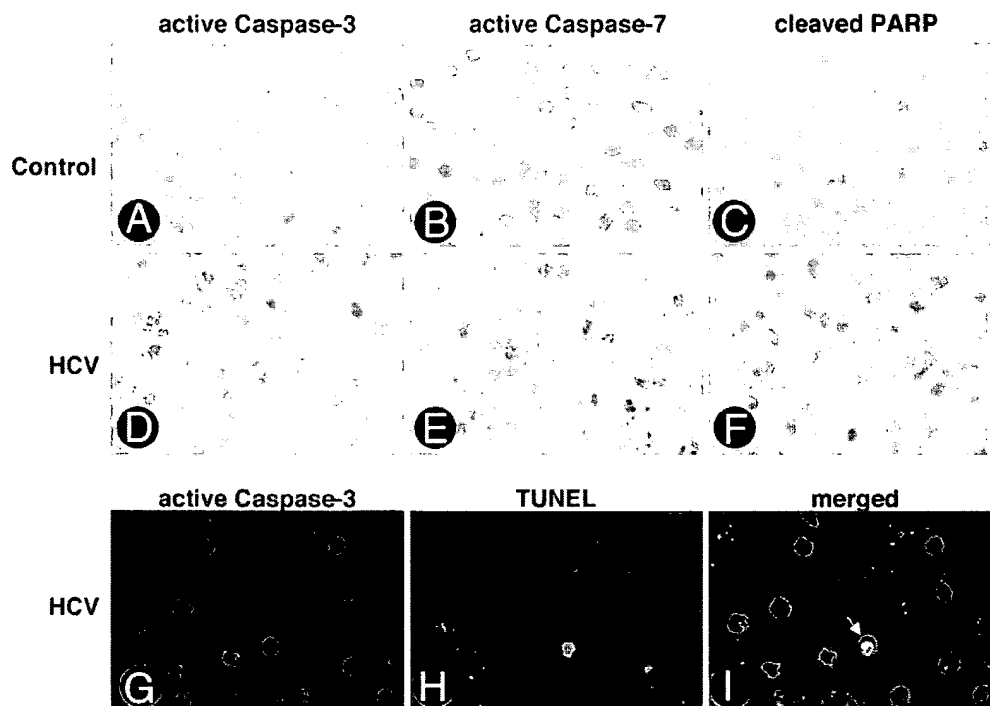 active Caspase-3 active Caspase-7 cleaved PARP
Control
A B C
HCV
D E F
active Caspase-3 TUNEL merged
HCV
G H I